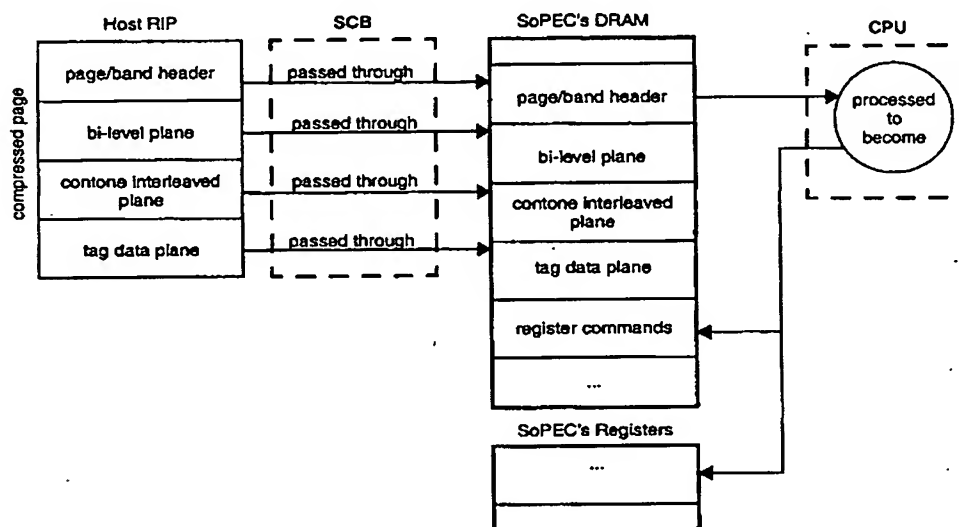 Host RIP
SCB
SoPEC's DRAM
CPU
compressed page
page/band header
bi-level plane
contone interleaved
plane
tag data plane
passed through
passed through
passed through
passed through
page/band header
bi-level plane
contone interleaved
plane
tag data plane
register commands
...
processed
to
become
SoPEC's Registers
...